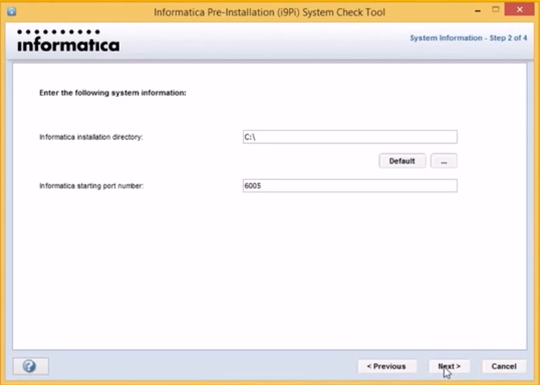 Informatica Pre-Installation (i9Pi) System Check Tool
informatica
System Information - Step 2 of 4
Enter the following system information:
Informatica installation directory:
C:\
Default
...
Informatica starting port number:
6005
?
< Previous
Next >
Cancel